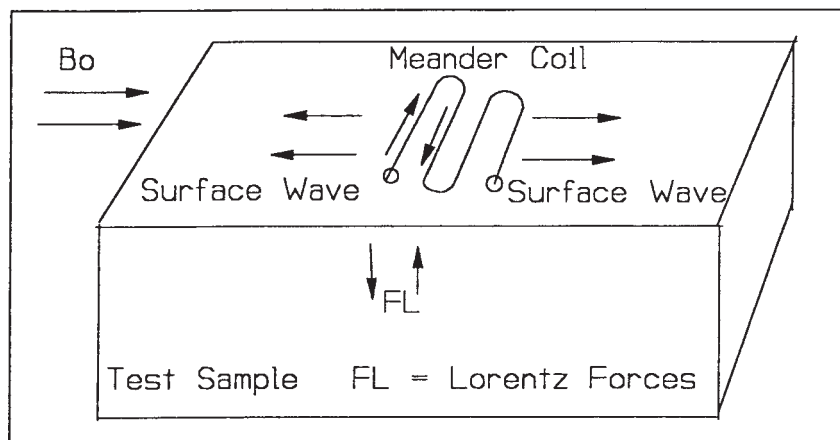 Bo
Meander Coil
Surface Wave
Surface Wave
FL
Test Sample FL = Lorentz Forces